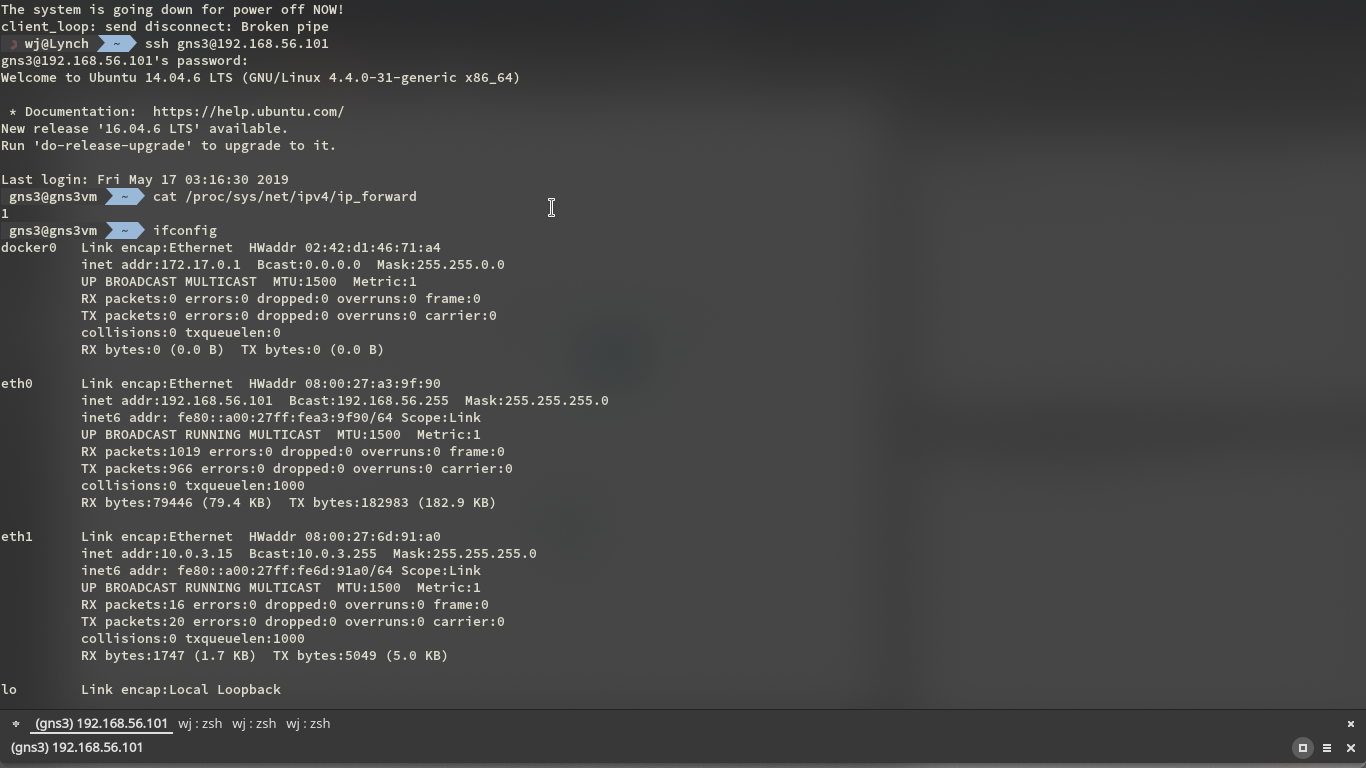 The system is going down for power off NOW!
client_loop: send disconnect: Broken pipe
wj@Lynch ~ ssh gns3@192.168.56.101
gns3@192.168.56.101's password:
Welcome to Ubuntu 14.04.6 LTS (GNU/Linux 4.4.0-31-generic x86_64)
* Documentation:  https://help.ubuntu.com/
New release '16.04.6 LTS' available.
Run 'do-release-upgrade' to upgrade to it.
Last login: Fri May 17 03:16:30 2019
gns3@gns3vm ~ cat /proc/sys/net/ipv4/ip_forward
1
gns3@gns3vm ~ ifconfig
docker0   Link encap:Ethernet  HWaddr 02:42:d1:46:71:a4
inet addr:172.17.0.1  Bcast:0.0.0.0  Mask:255.255.0.0
UP BROADCAST MULTICAST  MTU:1500  Metric:1
RX packets:0 errors:0 dropped:0 overruns:0 frame:0
TX packets:0 errors:0 dropped:0 overruns:0 carrier:0
collisions:0 txqueuelen:0
RX bytes:0 (0.0 B)  TX bytes:0 (0.0 B)
eth0      Link encap:Ethernet  HWaddr 08:00:27:a3:9f:90
inet addr:192.168.56.101  Bcast:192.168.56.255  Mask:255.255.255.0
inet6 addr: fe80::a00:27ff:fea3:9f90/64 Scope:Link
UP BROADCAST RUNNING MULTICAST  MTU:1500  Metric:1
RX packets:1019 errors:0 dropped:0 overruns:0 frame:0
TX packets:966 errors:0 dropped:0 overruns:0 carrier:0
collisions:0 txqueuelen:1000
RX bytes:79446 (79.4 KB)  TX bytes:182983 (182.9 KB)
eth1      Link encap:Ethernet  HWaddr 08:00:27:6d:91:a0
inet addr:10.0.3.15  Bcast:10.0.3.255  Mask:255.255.255.0
inet6 addr: fe80::a00:27ff:fe6d:91a0/64 Scope:Link
UP BROADCAST RUNNING MULTICAST  MTU:1500  Metric:1
RX packets:16 errors:0 dropped:0 overruns:0 frame:0
TX packets:20 errors:0 dropped:0 overruns:0 carrier:0
collisions:0 txqueuelen:1000
RX bytes:1747 (1.7 KB)  TX bytes:5049 (5.0 KB)
lo        Link encap:Local Loopback
(gns3) 192.168.56.101  wj : zsh  wj : zsh  wj : zsh
(gns3) 192.168.56.101